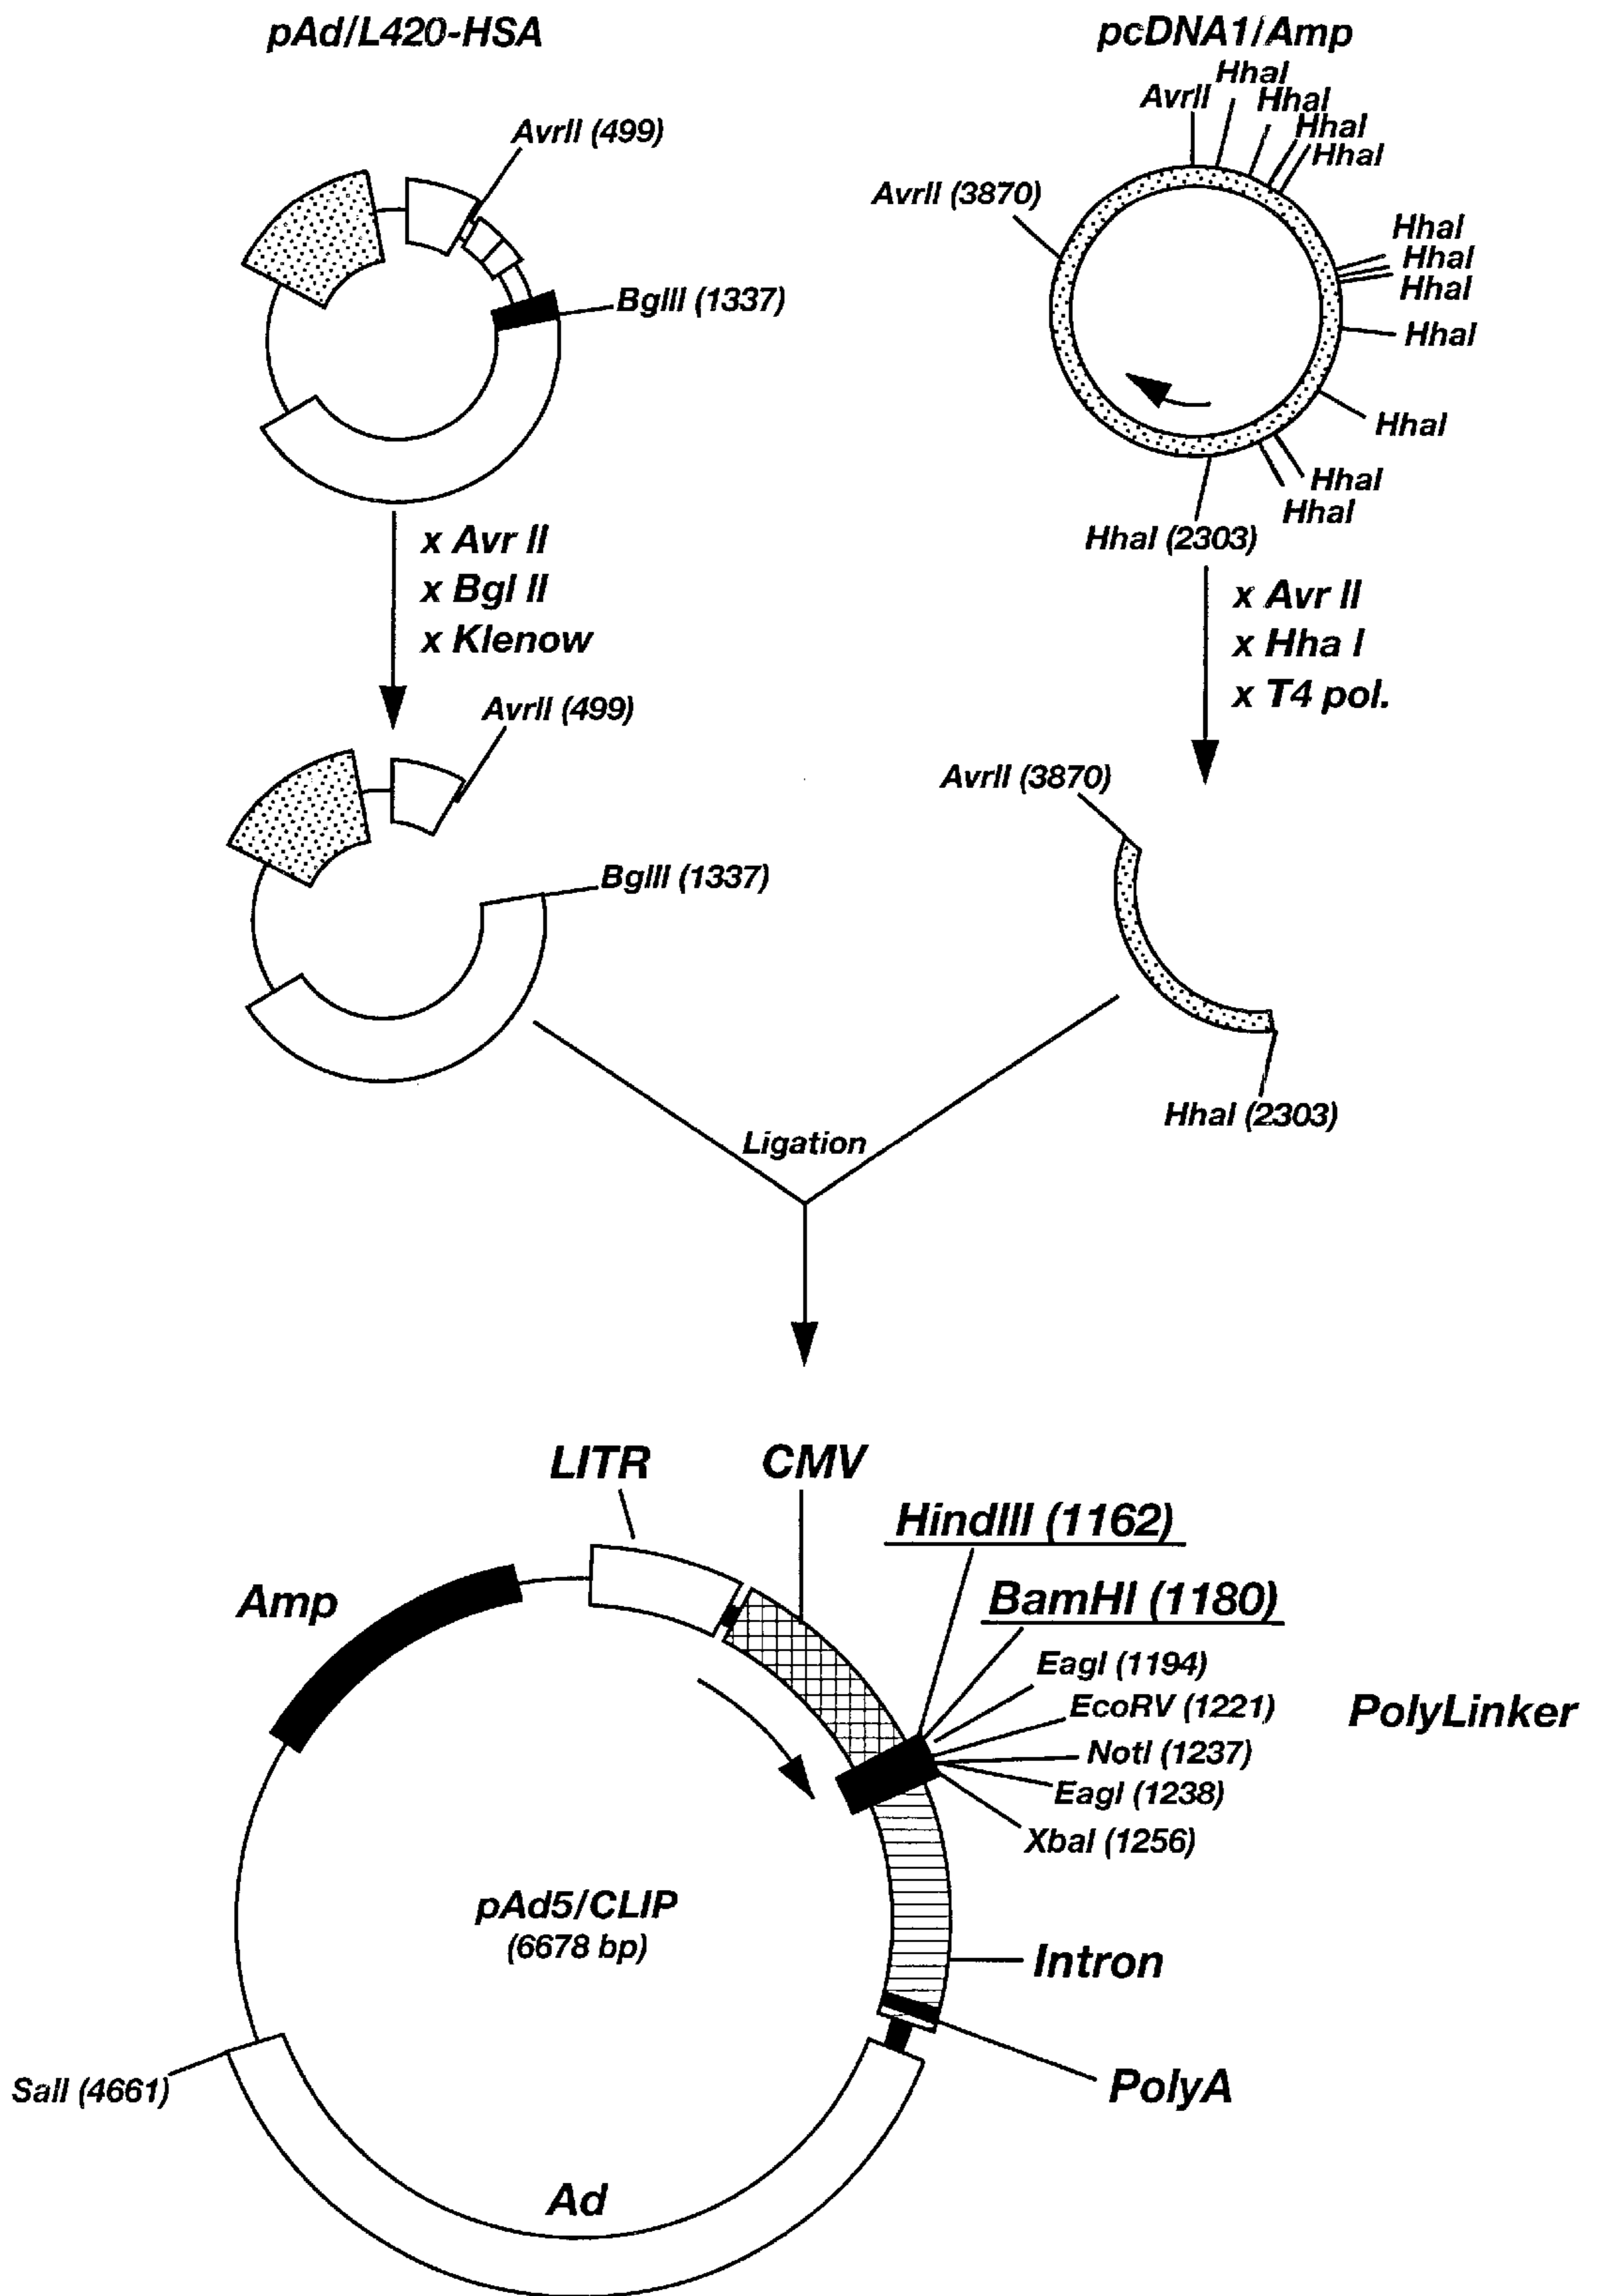 pAd/L420-HSA
pcDNA1/Amp
AvrII (499)
BglII (1337)
AvrII
HhaI
HhaI
HhaI
HhaI
AvrII (3870)
HhaI
HhaI
HhaI
HhaI
HhaI
HhaI
HhaI
HhaI (2303)
x Avr II
x Bgl II
x Klenow
x Avr II
x Hha I
x T4 pol.
AvrII (499)
BglII (1337)
AvrII (3870)
HhaI (2303)
Ligation
LITR
CMV
HindIII (1162)
BamHI (1180)
Amp
EagI (1194)
EcoRV (1221)
PolyLinker
NotI (1237)
EagI (1238)
XbaI (1256)
pAd5/CLIP
(6678 bp)
Intron
PolyA
SalI (4661)
Ad